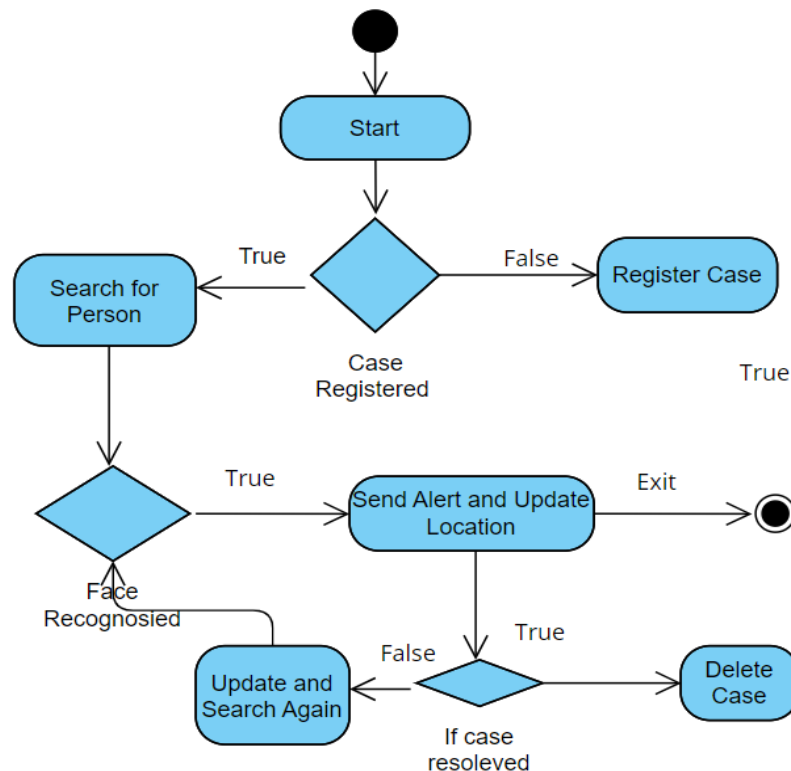 Start
True
False
Search for
Person
Register Case
Case
Registered
True
True
Send Alert and Update
Location
Exit
Face
Recognosied
False
True
Update and
Search Again
Delete
Case
If case
resoleved